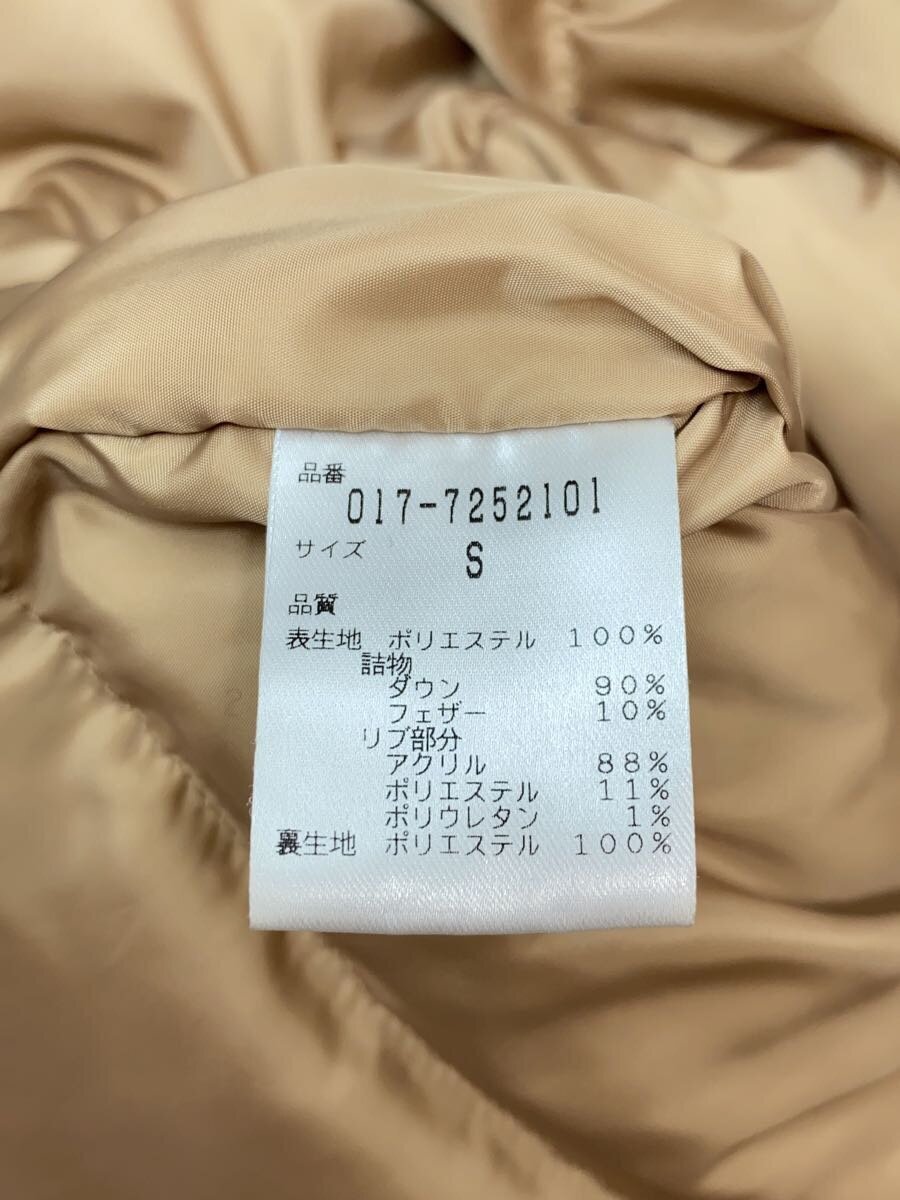 品番
017-7252101
サイズ
S
品質
表生地 ポリエステル 100%
詰物
ダウン 90%
フェザー 10%
リブ部分
アクリル 88%
ポリエステル 11%
ポリウレタン 1%
裏生地 ポリエステル 100%